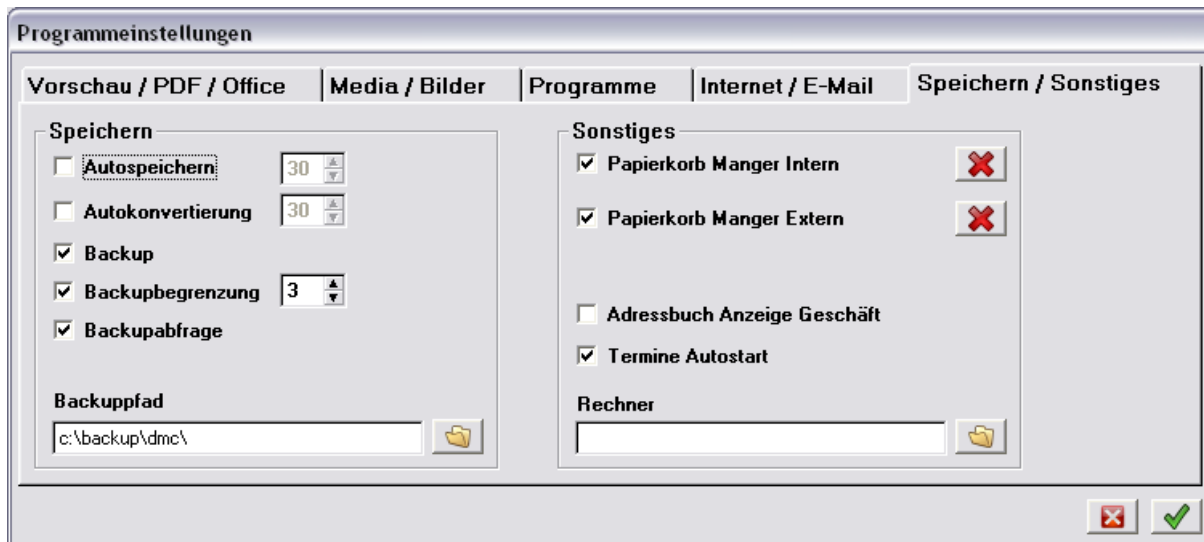 Programmeinstellungen
Vorschau / PDF / Office
Media / Bilder
Programme
Internet / E-Mail
Speichern / Sonstiges
Speichern
Autospeichern
30
Autokonvertierung
30
Backup
Backupbegrenzung
3
Backupabfrage
Backuppfad
c:\backup\dmc\
Sonstiges
Papierkorb Manger Intern
Papierkorb Manger Extern
Adressbuch Anzeige Geschäft
Termine Autostart
Rechner